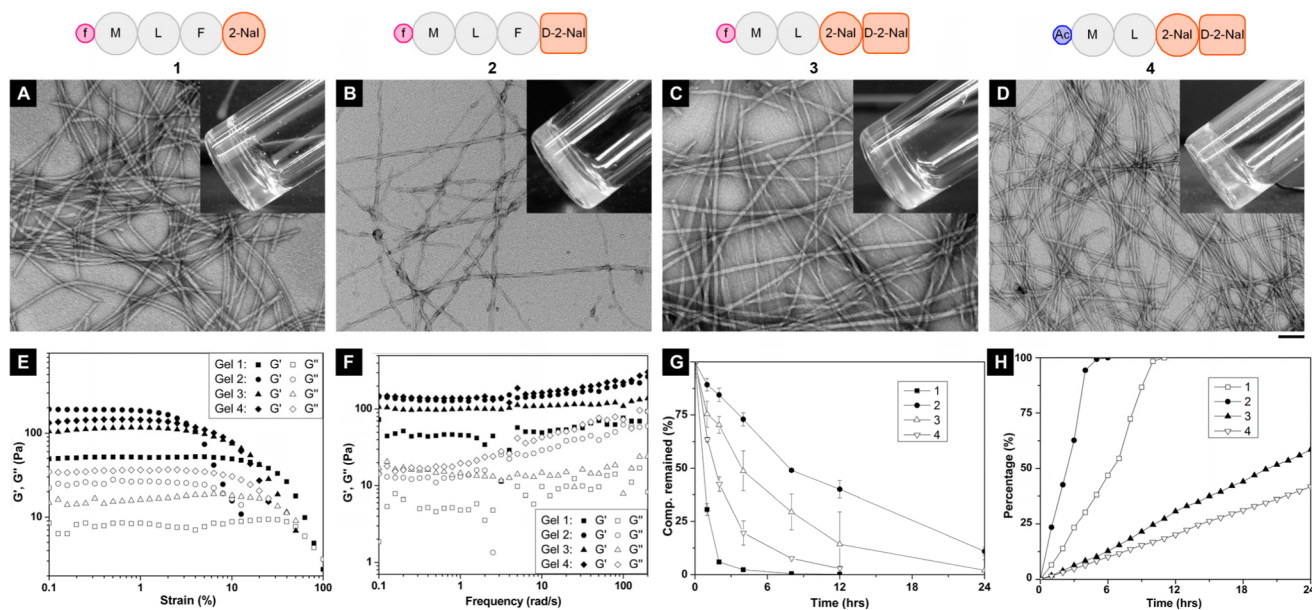 f M L F 2-Nal
1
f M L F D-2-Nal
2
f M L 2-Nal D-2-Nal
3
Ac M L 2-Nal D-2-Nal
4
A
B
C
D
E
G', G'' (Pa)
100
10
0.1 1 10 100
Strain (%)
Gel 1: G' G''
Gel 2: G' G''
Gel 3: G' G''
Gel 4: G' G''
F
G', G'' (Pa)
100
10
1
0.1 1 10 100
Frequency (rad/s)
Gel 1: G' G''
Gel 2: G' G''
Gel 3: G' G''
Gel 4: G' G''
G
Comp. remained (%)
75
50
25
0
0 6 12 24
Time (hrs)
1
2
3
4
H
Percentage (%)
100
75
50
25
0
0 6 12 18 24
Time (hrs)
1
2
3
4